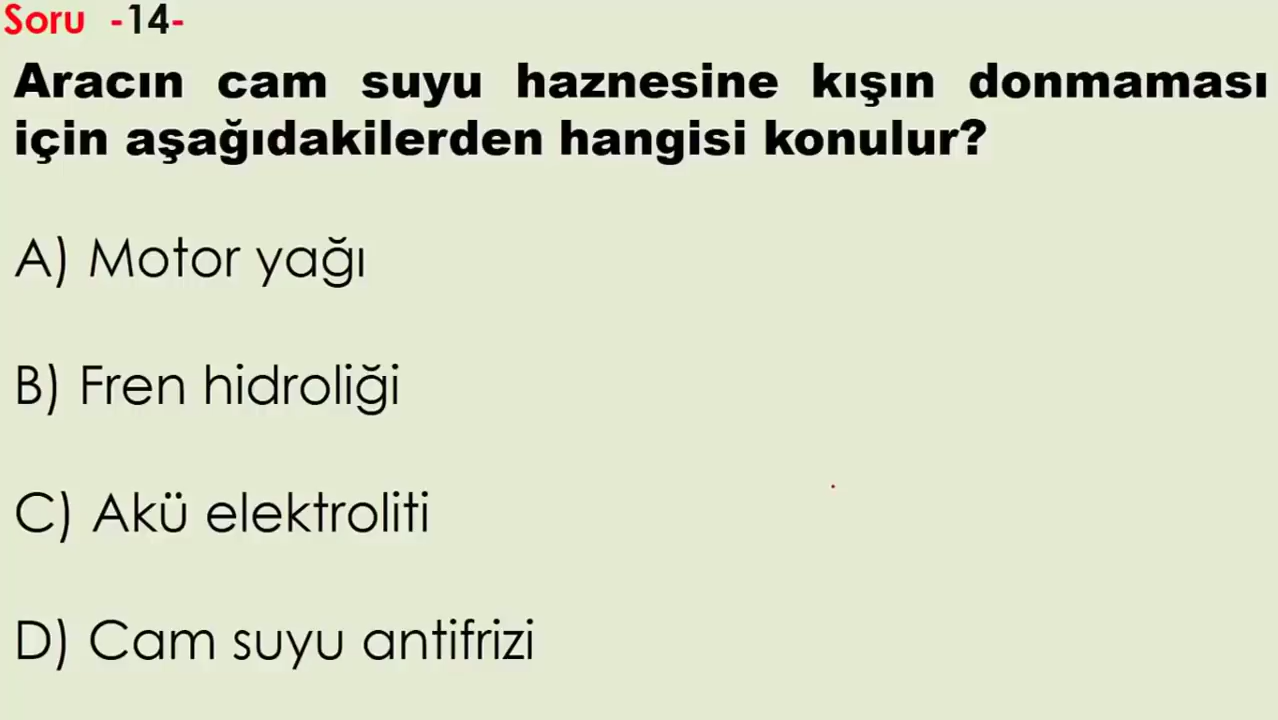 Soru -14-
Aracın cam suyu haznesine kışın donmaması
için aşağıdakilerden hangisi konulur?
A) Motor yağı
B) Fren hidroliği
C) Akü elektroliti
D) Cam suyu antifrizi